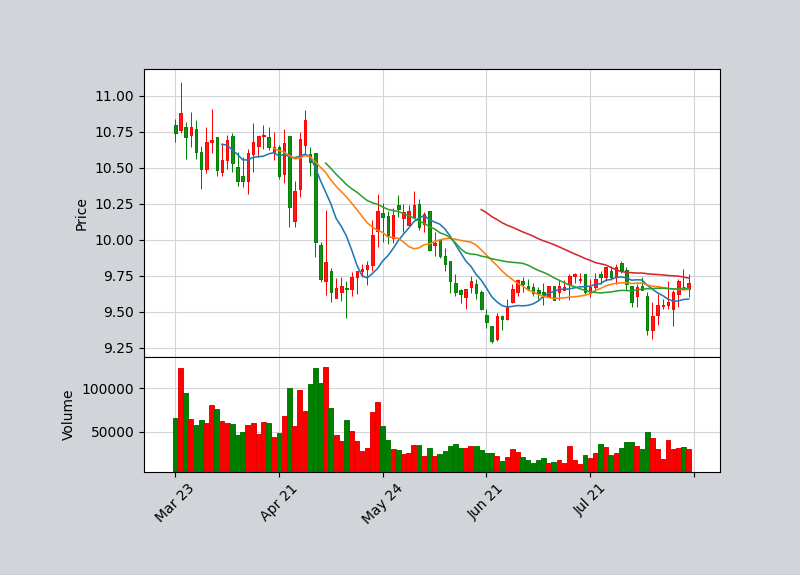 Price
11.00
10.75
10.50
10.25
10.00
9.75
9.50
9.25
Volume
100000
50000
Mar 23
Apr 21
May 24
Jun 21
Jul 21